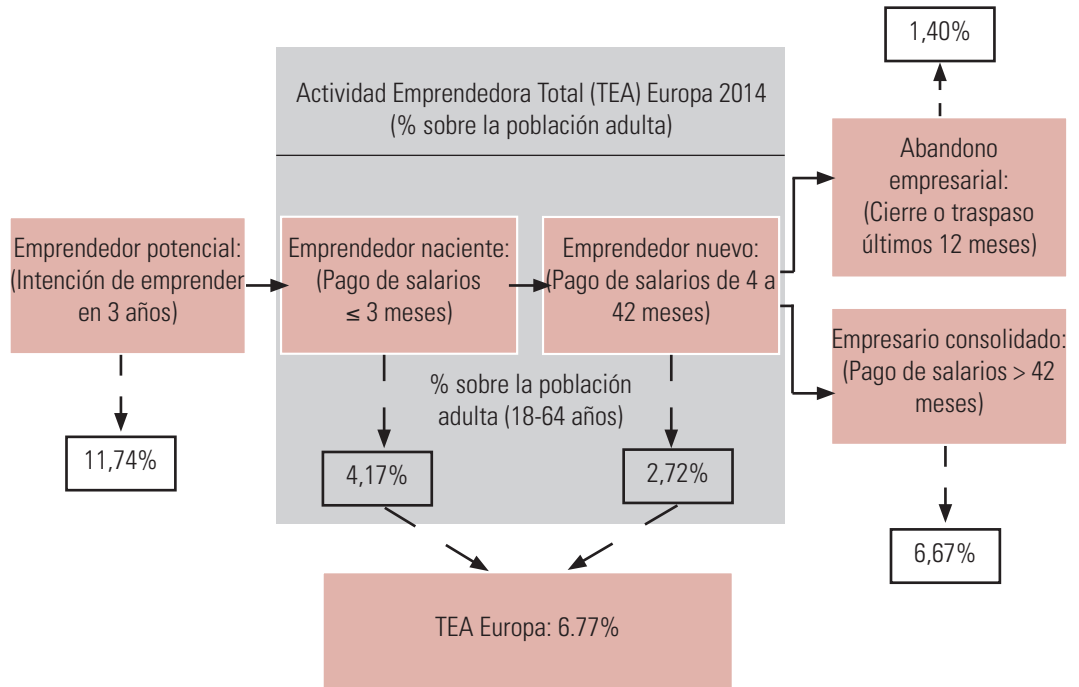 1,40%
Actividad Emprendedora Total (TEA) Europa 2014
(% sobre la población adulta)
Abandono
empresarial:
(Cierre o traspaso
últimos 12 meses)
Emprendedor potencial:
(Intención de emprender
en 3 años)
Emprendedor naciente:
(Pago de salarios
≤ 3 meses)
Emprendedor nuevo:
(Pago de salarios de 4 a
42 meses)
Empresario consolidado:
(Pago de salarios > 42
meses)
% sobre la población
adulta (18-64 años)
11,74%
4,17%
2,72%
6,67%
TEA Europa: 6.77%